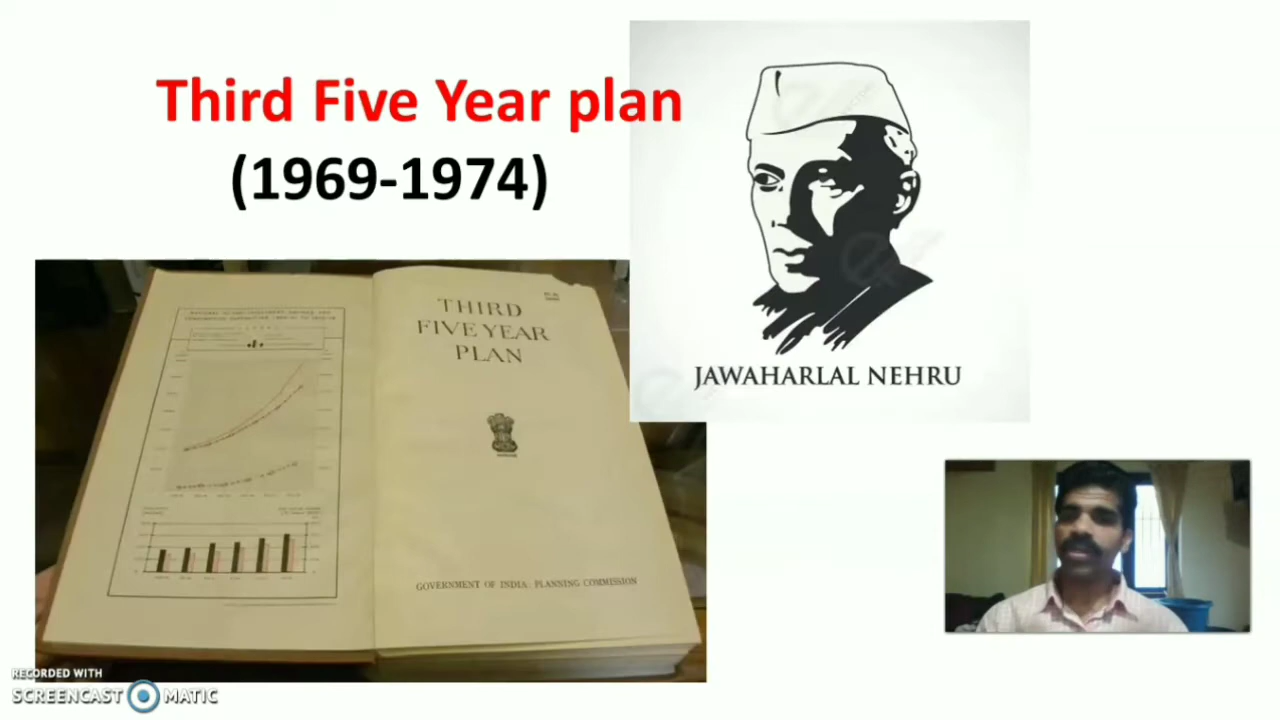 Third Five Year plan
(1969-1974)
JAWAHARLAL NEHRU
THIRD
FIVE YEAR
PLAN
GOVERNMENT OF INDIA PLANNING COMMISSION
RECORDED WITH
SCREENCAST MATIC